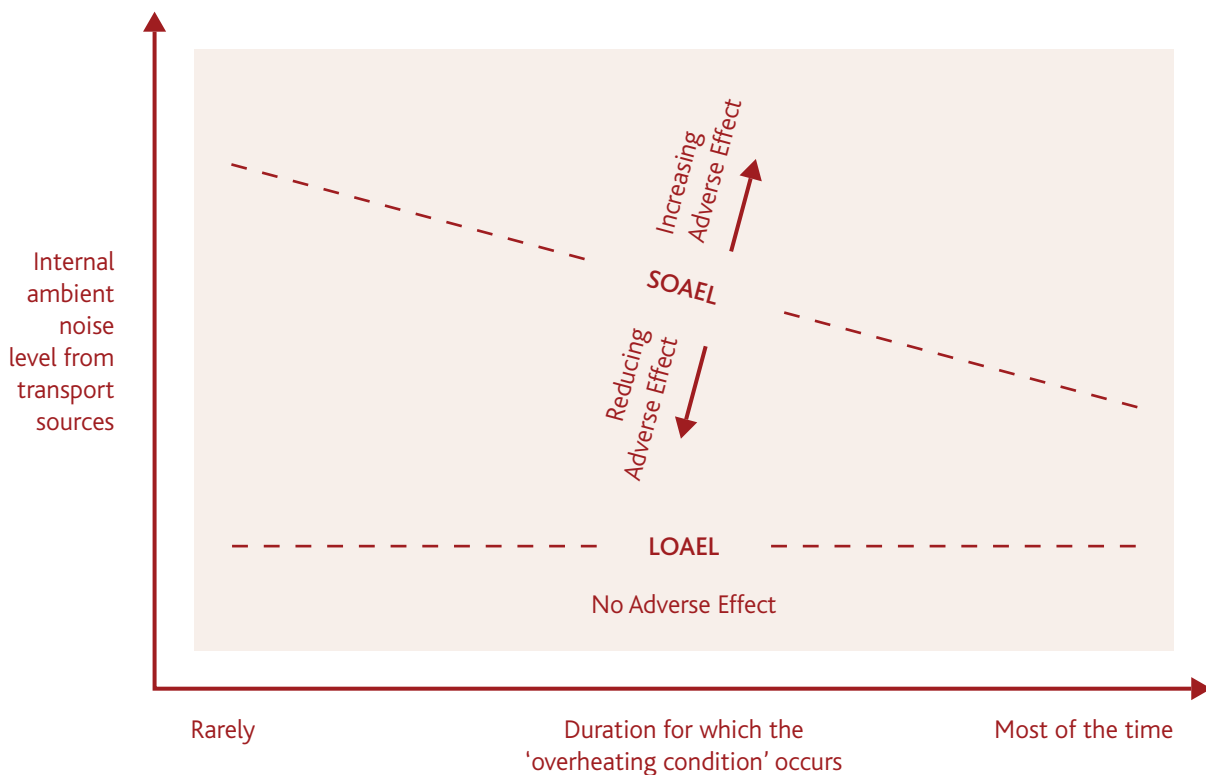 Increasing
Adverse Effect
Internal
ambient
noise
level from
transport
sources
SOAEL
Reducing
Adverse Effect
LOAEL
No Adverse Effect
Rarely
Duration for which the
‘overheating condition’ occurs
Most of the time